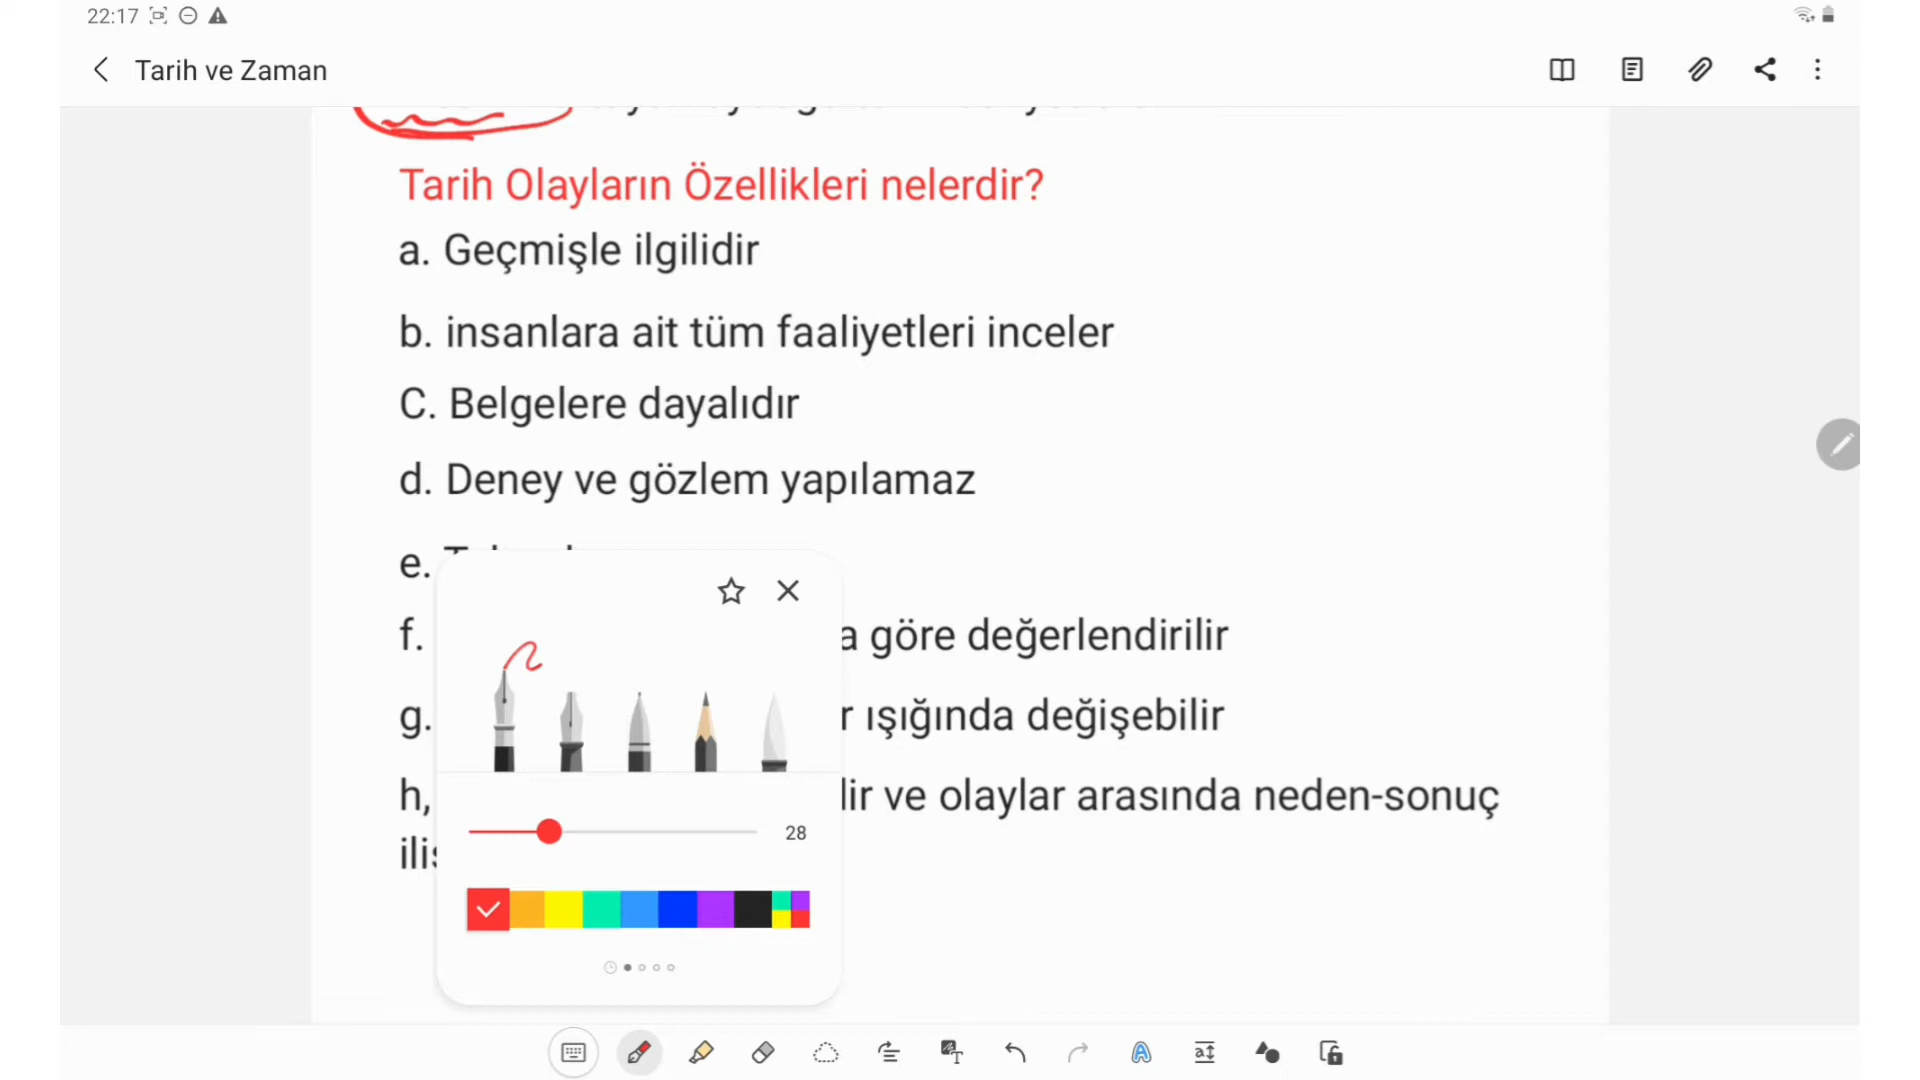 22:17
Tarih ve Zaman
Tarih Olayların Özellikleri nelerdir?
a. Geçmişle ilgilidir
b. insanlara ait tüm faaliyetleri inceler
C. Belgelere dayalıdır
d. Deney ve gözlem yapılamaz
e.
f. göre değerlendirilir
g. ışığında değişebilir
h, ve olaylar arasında neden-sonuç
28